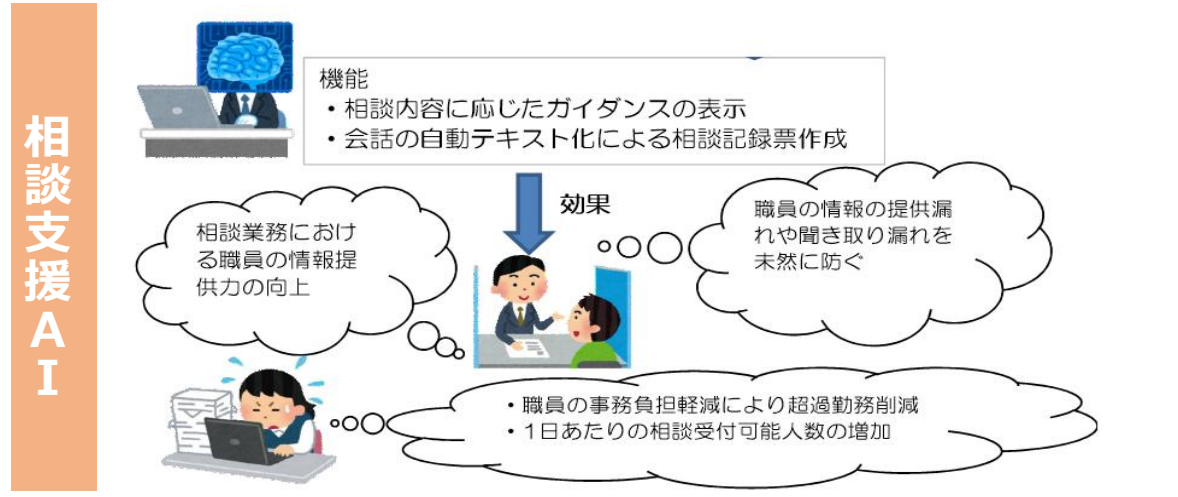 相談支援AI
機能
・相談内容に応じたガイダンスの表示
・会話の自動テキスト化による相談記録票作成
効果
相談業務におけ
る職員の情報提
供力の向上
職員の情報の提供漏
れや聞き取り漏れを
未然に防ぐ
・職員の事務負担軽減により超過勤務削減
・1日あたりの相談受付可能人数の増加